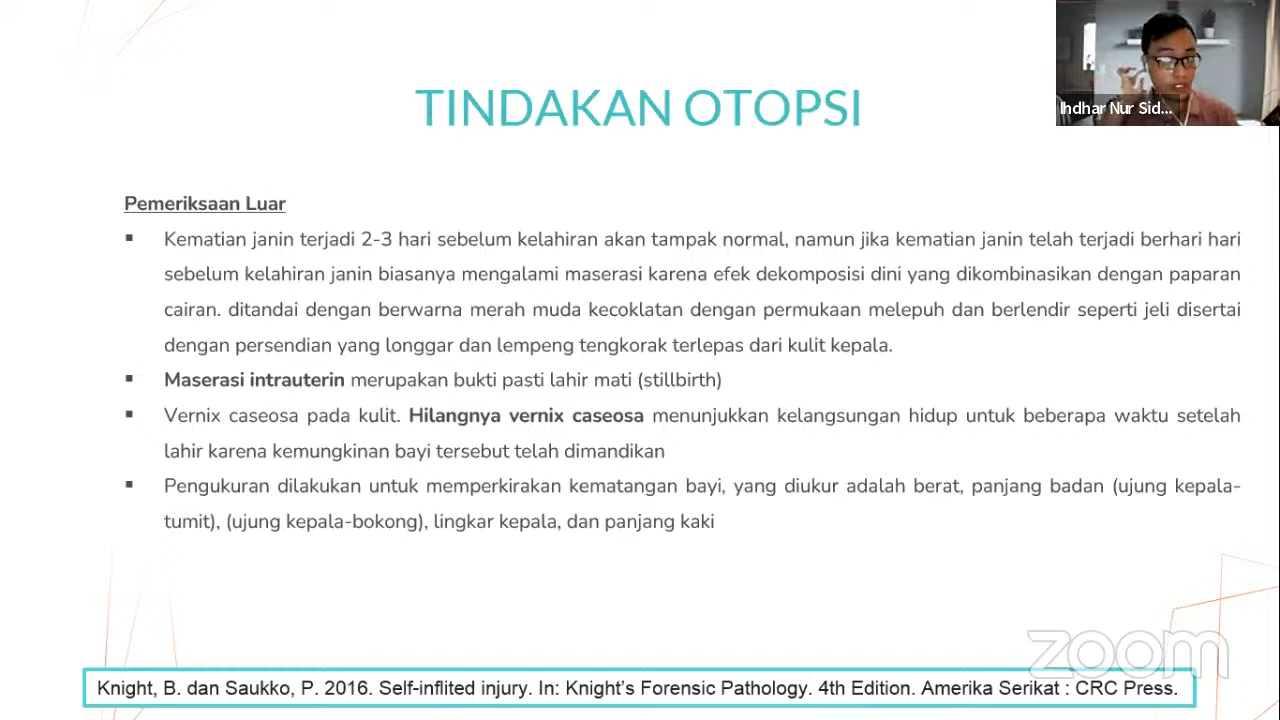 TINDAKAN OTOPSI
Ihdhar Nur Sid...
Pemeriksaan Luar
▪ Kematian janin terjadi 2-3 hari sebelum kelahiran akan tampak normal, namun jika kematian janin telah terjadi berhari hari
sebelum kelahiran janin biasanya mengalami maserasi karena efek dekomposisi dini yang dikombinasikan dengan paparan
cairan. ditandai dengan berwarna merah muda kecoklatan dengan permukaan melepuh dan berlendir seperti jeli disertai
dengan persendian yang longgar dan lempeng tengkorak terlepas dari kulit kepala.
▪ Maserasi intrauterin merupakan bukti pasti lahir mati (stillbirth)
▪ Vernix caseosa pada kulit. Hilangnya vernix caseosa menunjukkan kelangsungan hidup untuk beberapa waktu setelah
lahir karena kemungkinan bayi tersebut telah dimandikan
▪ Pengukuran dilakukan untuk memperkirakan kematangan bayi, yang diukur adalah berat, panjang badan (ujung kepala-
tumit), (ujung kepala-bokong), lingkar kepala, dan panjang kaki
zoom
Knight, B. dan Saukko, P. 2016. Self-inflited injury. In: Knight's Forensic Pathology. 4th Edition. Amerika Serikat : CRC Press.